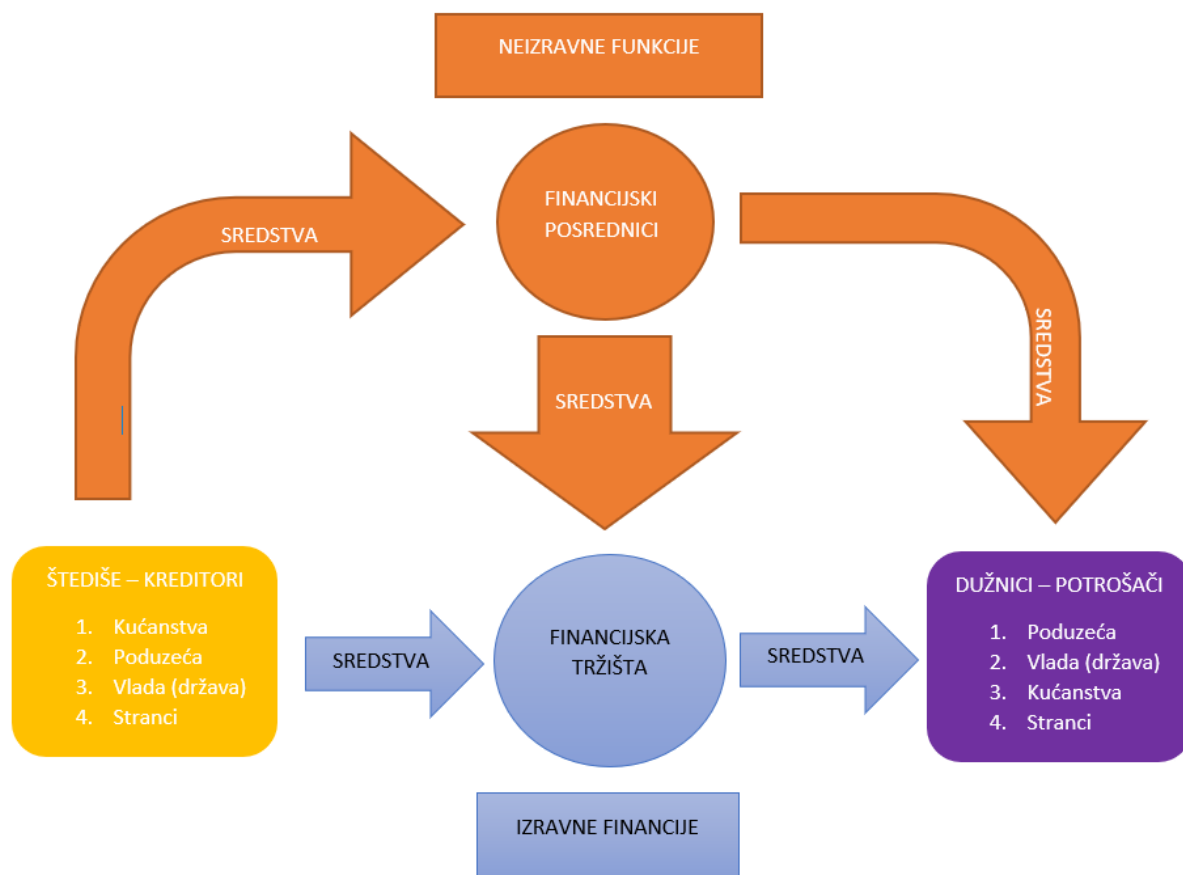 NEIZRAVNE FUNKCIJE
FINANCIJSKI
POSREDNICI
SREDSTVA
SREDSTVA
SREDSTVA
ŠTEDIŠE – KREDITORI
1. Kućanstva
2. Poduzeća
3. Vlada (država)
4. Stranci
SREDSTVA
FINANCIJSKA
TRŽIŠTA
SREDSTVA
DUŽNICI – POTROŠAČI
1. Poduzeća
2. Vlada (država)
3. Kućanstva
4. Stranci
IZRAVNE FINANCIJE